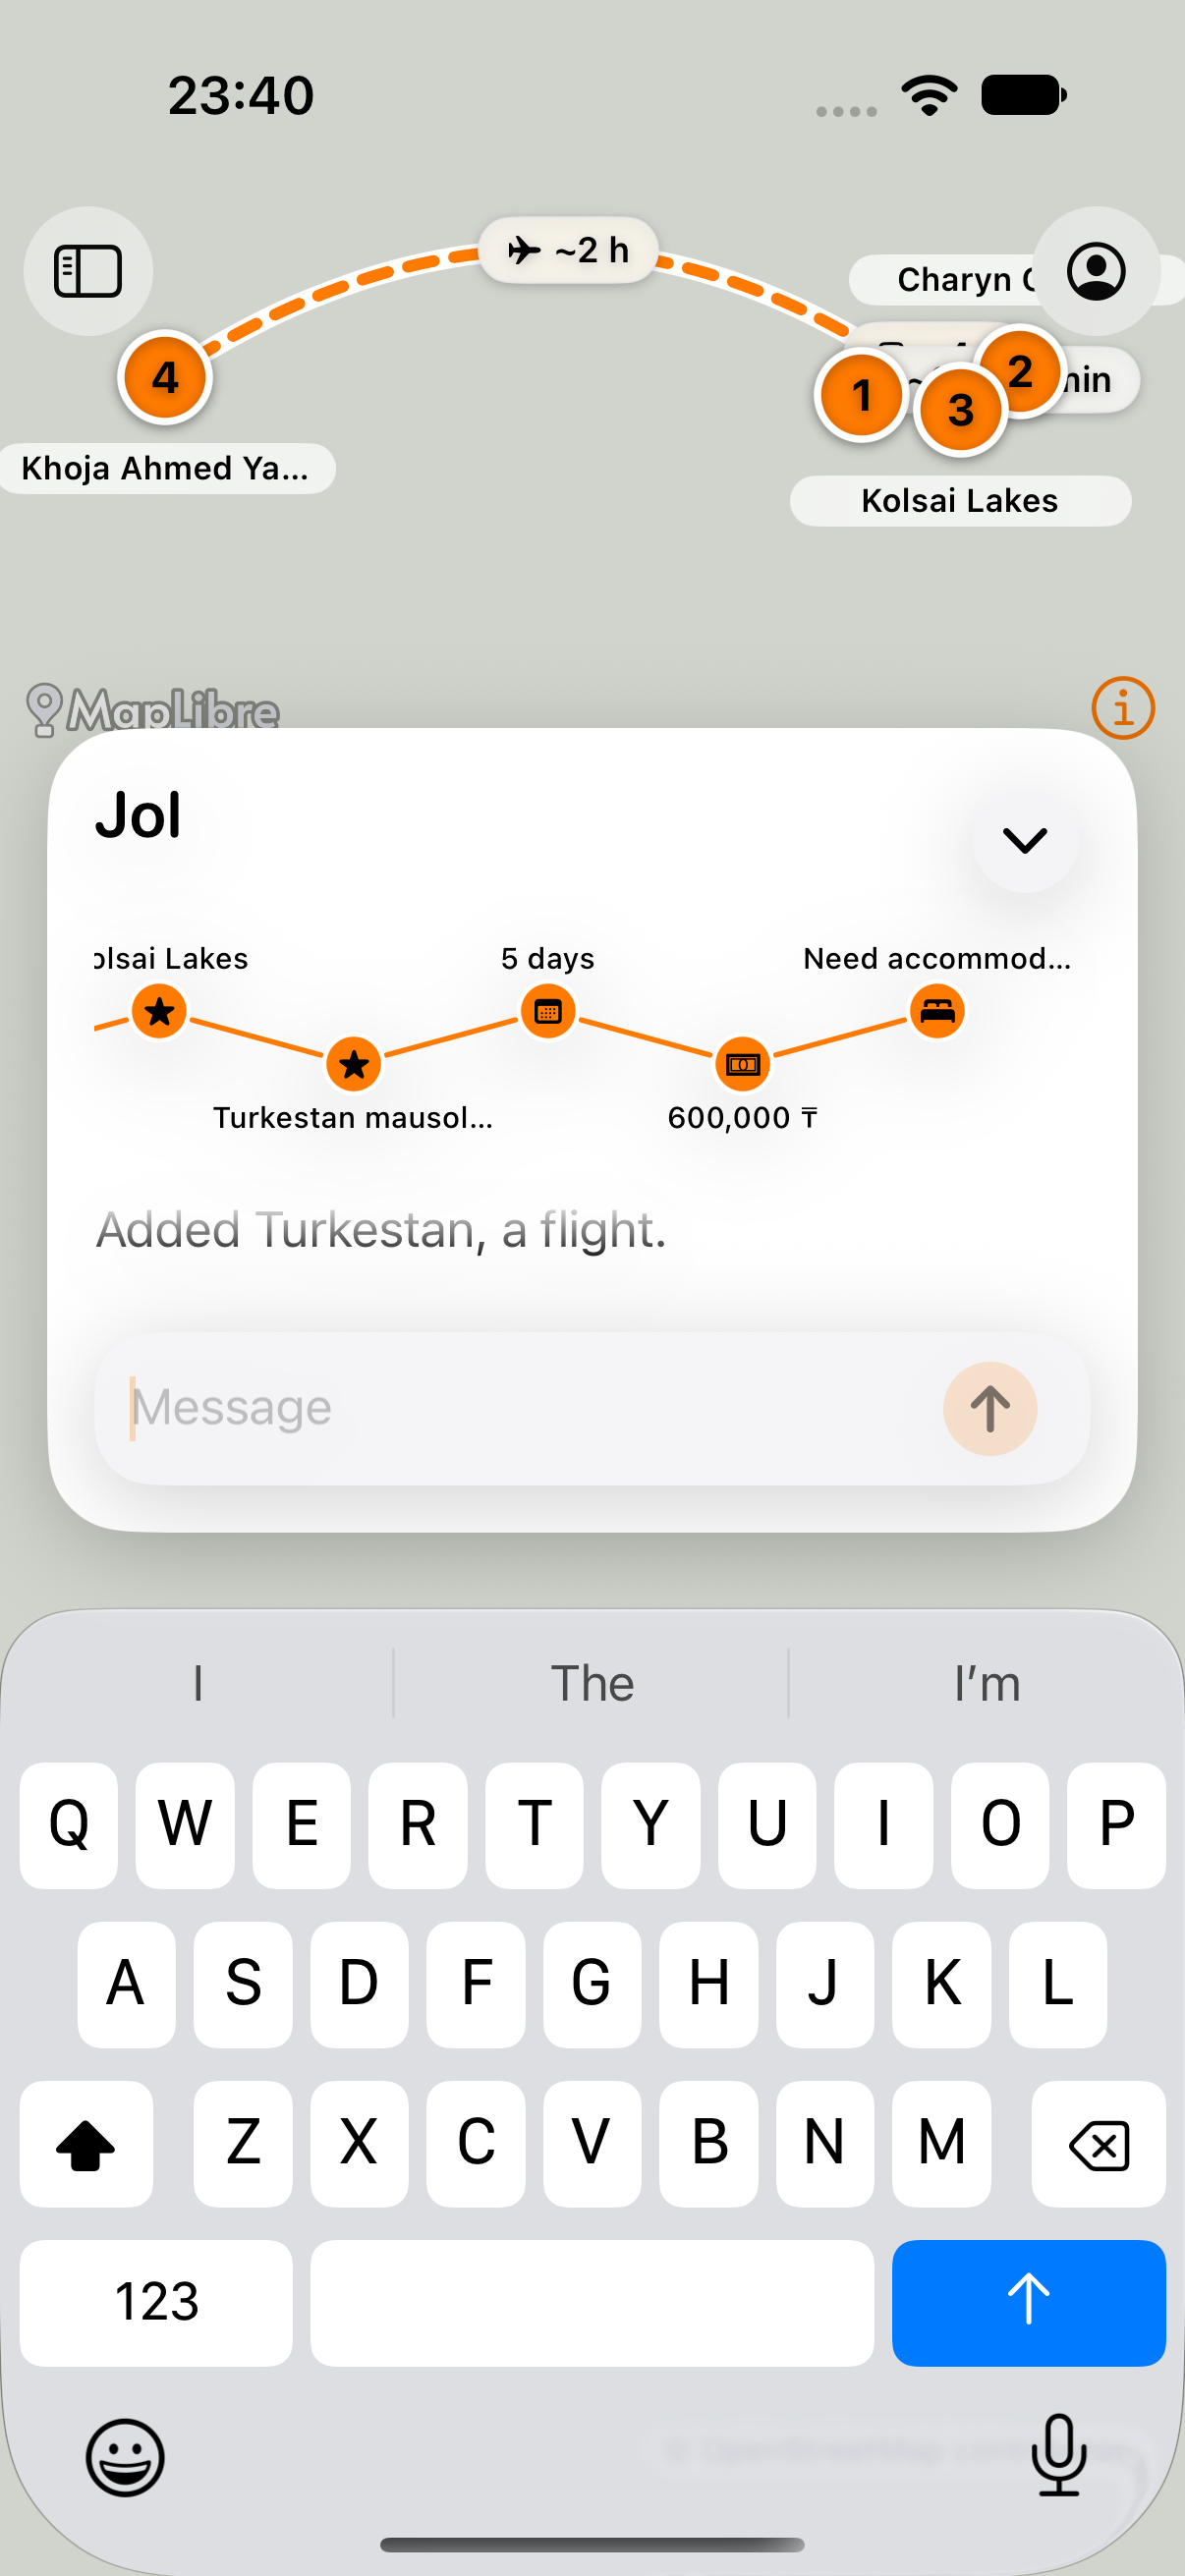 23:40
~2 h
Charyn
4
1
3
2
min
Khoja Ahmed Ya...
Kolsai Lakes
MapLibre
Jol
olsai Lakes
5 days
Need accommod...
Turkestan mausol...
600,000 ₸
Added Turkestan, a flight.
Message
I
The
I’m
Q W E R T Y U I O P
A S D F G H J K L
Z X C V B N M
123